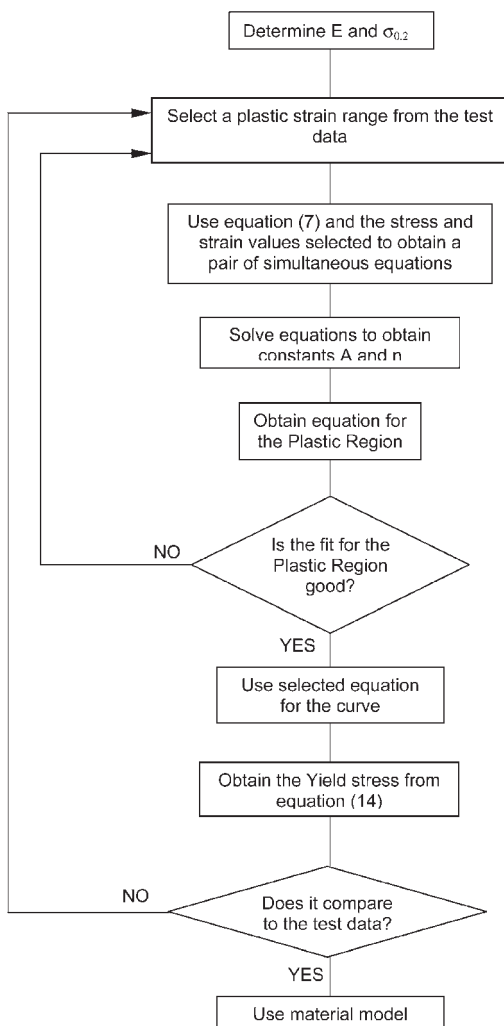 Determine E and σ0.2
Select a plastic strain range from the test
data
Use equation (7) and the stress and
strain values selected to obtain a
pair of simultaneous equations
Solve equations to obtain
constants A and n
Obtain equation for
the Plastic Region
NO
Is the fit for the
Plastic Region
good?
YES
Use selected equation
for the curve
Obtain the Yield stress from
equation (14)
NO
Does it compare
to the test data?
YES
Use material model